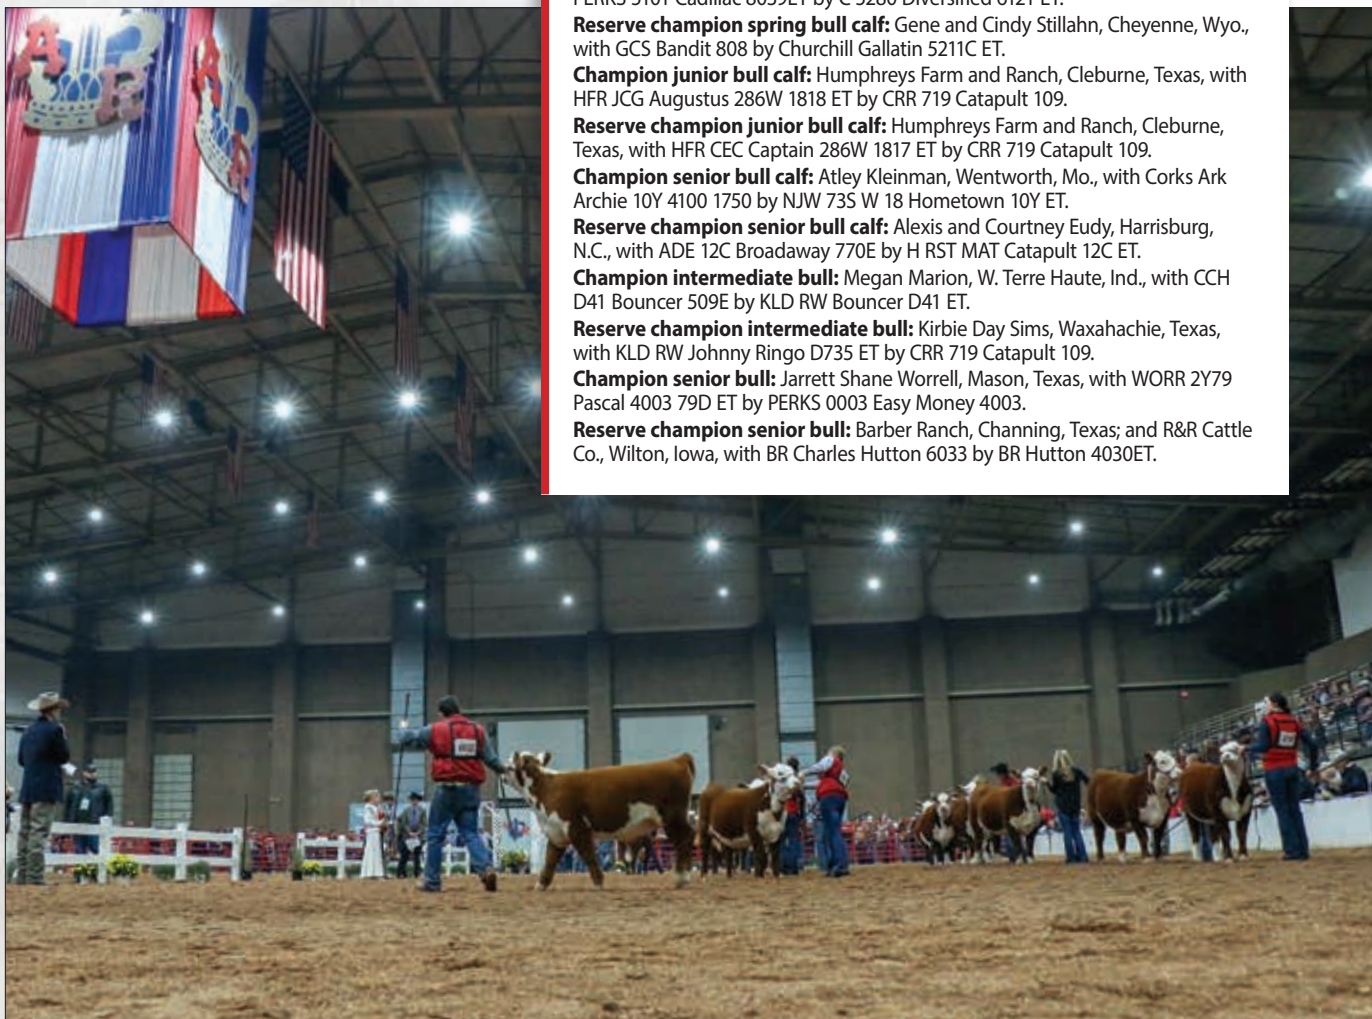 PERKS 5101 Cadillac 8039ET by C 5280 Diversified 6121 ET.
Reserve champion spring bull calf: Gene and Cindy Stillahn, Cheyenne, Wyo.,
with GCS Bandit 808 by Churchill Gallatin 5211C ET.
Champion junior bull calf: Humphreys Farm and Ranch, Cleburne, Texas, with
HFR JCG Augustus 286W 1818 ET by CRR 719 Catapult 109.
Reserve champion junior bull calf: Humphreys Farm and Ranch, Cleburne,
Texas, with HFR CEC Captain 286W 1817 ET by CRR 719 Catapult 109.
Champion senior bull calf: Atley Kleinman, Wentworth, Mo., with Corks Ark
Archie 10Y 4100 1750 by NJW 73S W 18 Hometown 10Y ET.
Reserve champion senior bull calf: Alexis and Courtney Eudy, Harrisburg,
N.C., with ADE 12C Broadaway 770E by H RST MAT Catapult 12C ET.
Champion intermediate bull: Megan Marion, W. Terre Haute, Ind., with CCH
D41 Bouncer 509E by KLD RW Bouncer D41 ET.
Reserve champion intermediate bull: Kirbie Day Sims, Waxahachie, Texas,
with KLD RW Johnny Ringo D735 ET by CRR 719 Catapult 109.
Champion senior bull: Jarrett Shane Worrell, Mason, Texas, with WORR 2Y79
Pascal 4003 79D ET by PERKS 0003 Easy Money 4003.
Reserve champion senior bull: Barber Ranch, Channing, Texas; and R&R Cattle
Co., Wilton, Iowa, with BR Charles Hutton 6033 by BR Hutton 4030ET.
A R
A R